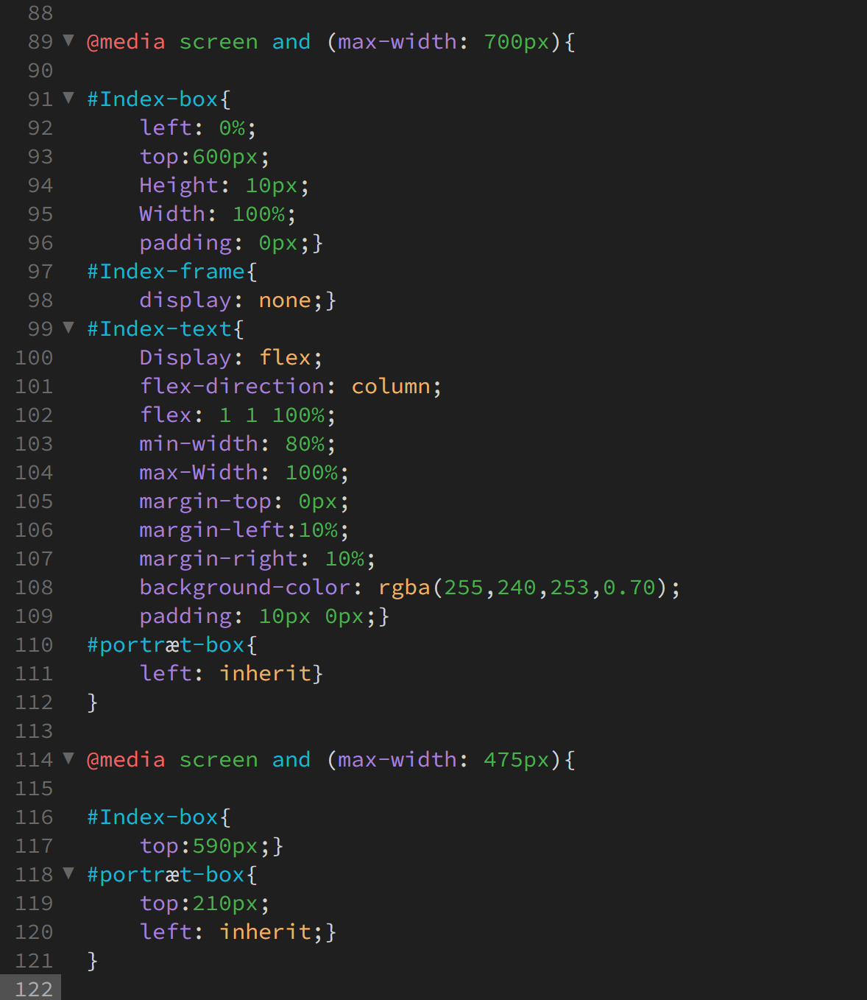 88
89 ▼ @media screen and (max-width: 700px){
90
91 ▼ #Index-box{
92 left: 0%;
93 top:600px;
94 Height: 10px;
95 Width: 100%;
96 padding: 0px;}
97 #Index-frame{
98 display: none;}
99 ▼ #Index-text{
100 Display: flex;
101 flex-direction: column;
102 flex: 1 1 100%;
103 min-width: 80%;
104 max-Width: 100%;
105 margin-top: 0px;
106 margin-left:10%;
107 margin-right: 10%;
108 background-color: rgba(255,240,253,0.70);
109 padding: 10px 0px;}
110 #portræt-box{
111 left: inherit}
112 }
113
114 ▼ @media screen and (max-width: 475px){
115
116 #Index-box{
117 top:590px;}
118 ▼ #portræt-box{
119 top:210px;
120 left: inherit;}
121 }
122